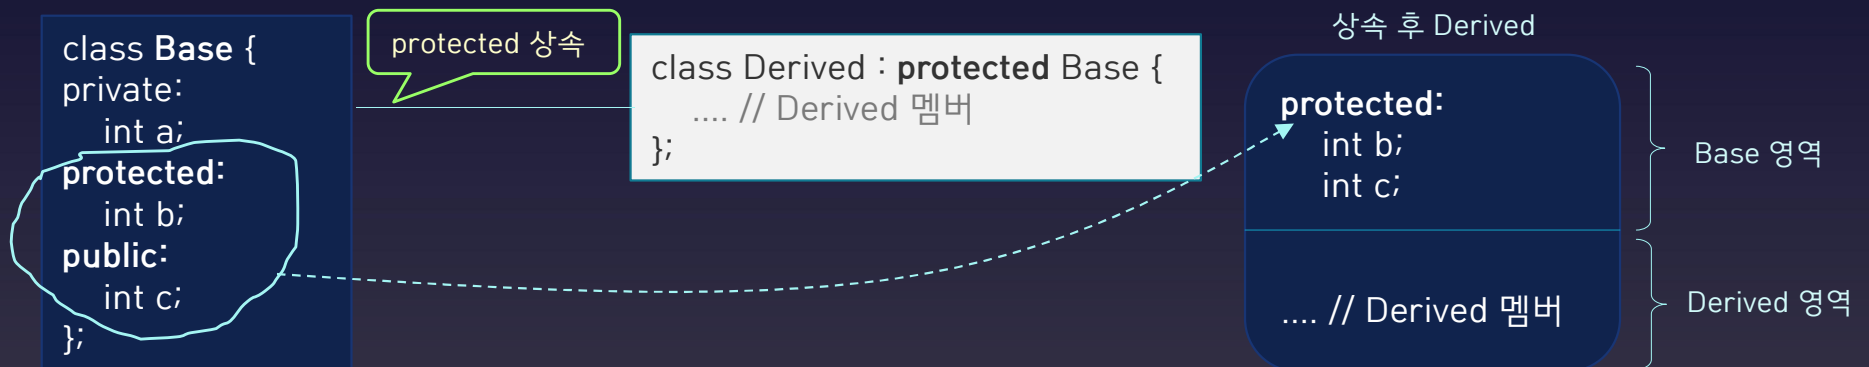 class Base {
private:
int a;
protected:
int b;
public:
int c;
};
protected 상속
class Derived : protected Base {
.... // Derived 멤버
};
상속 후 Derived
protected:
int b;
int c;
.... // Derived 멤버
Base 영역
Derived 영역